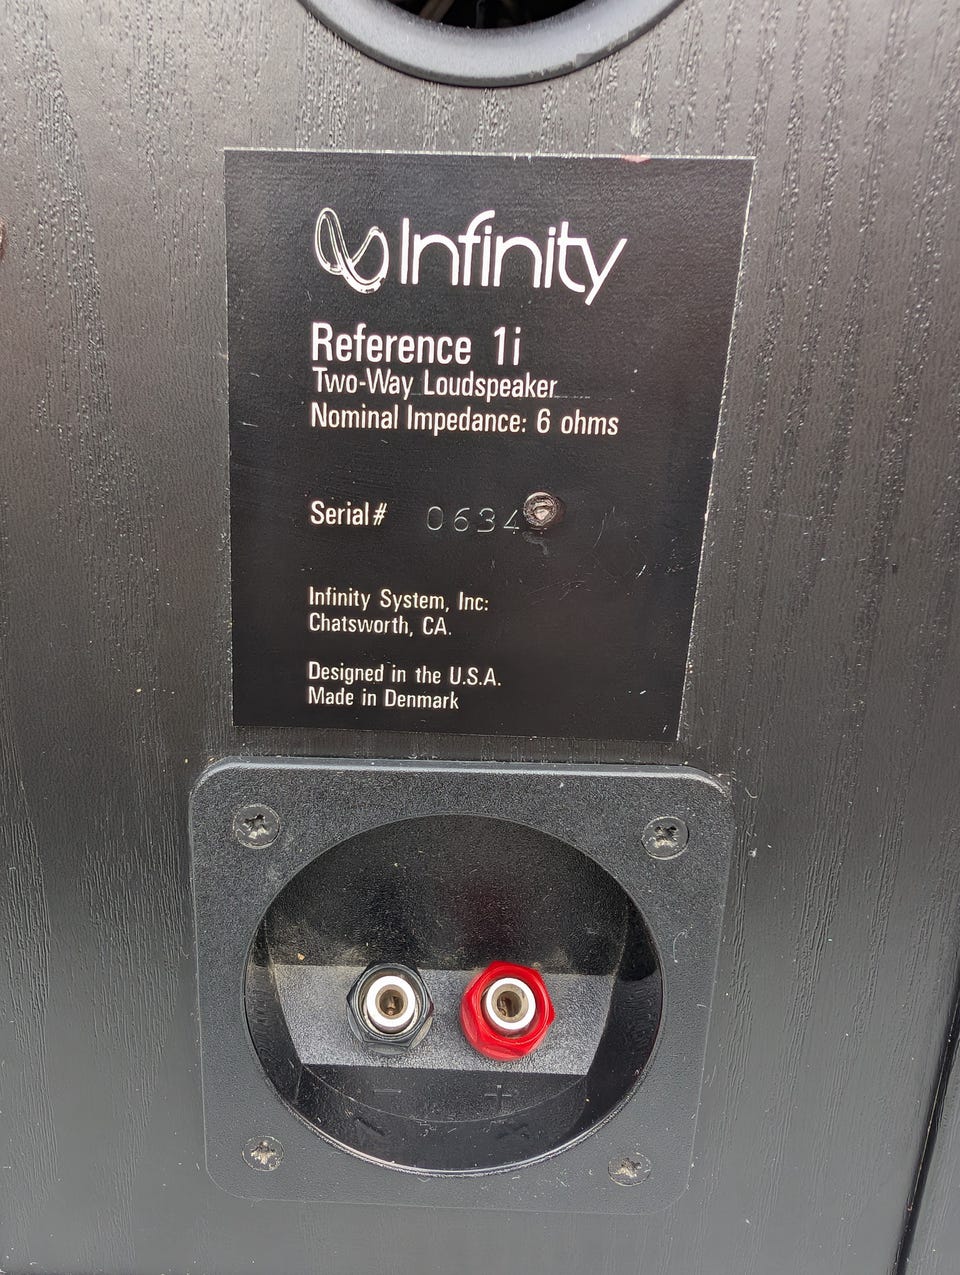 Infinity
Reference 1i
Two-Way Loudspeaker
Nominal Impedance: 6 ohms
Serial# 0634
Infinity System, Inc:
Chatsworth, CA.
Designed in the U.S.A.
Made in Denmark
- +